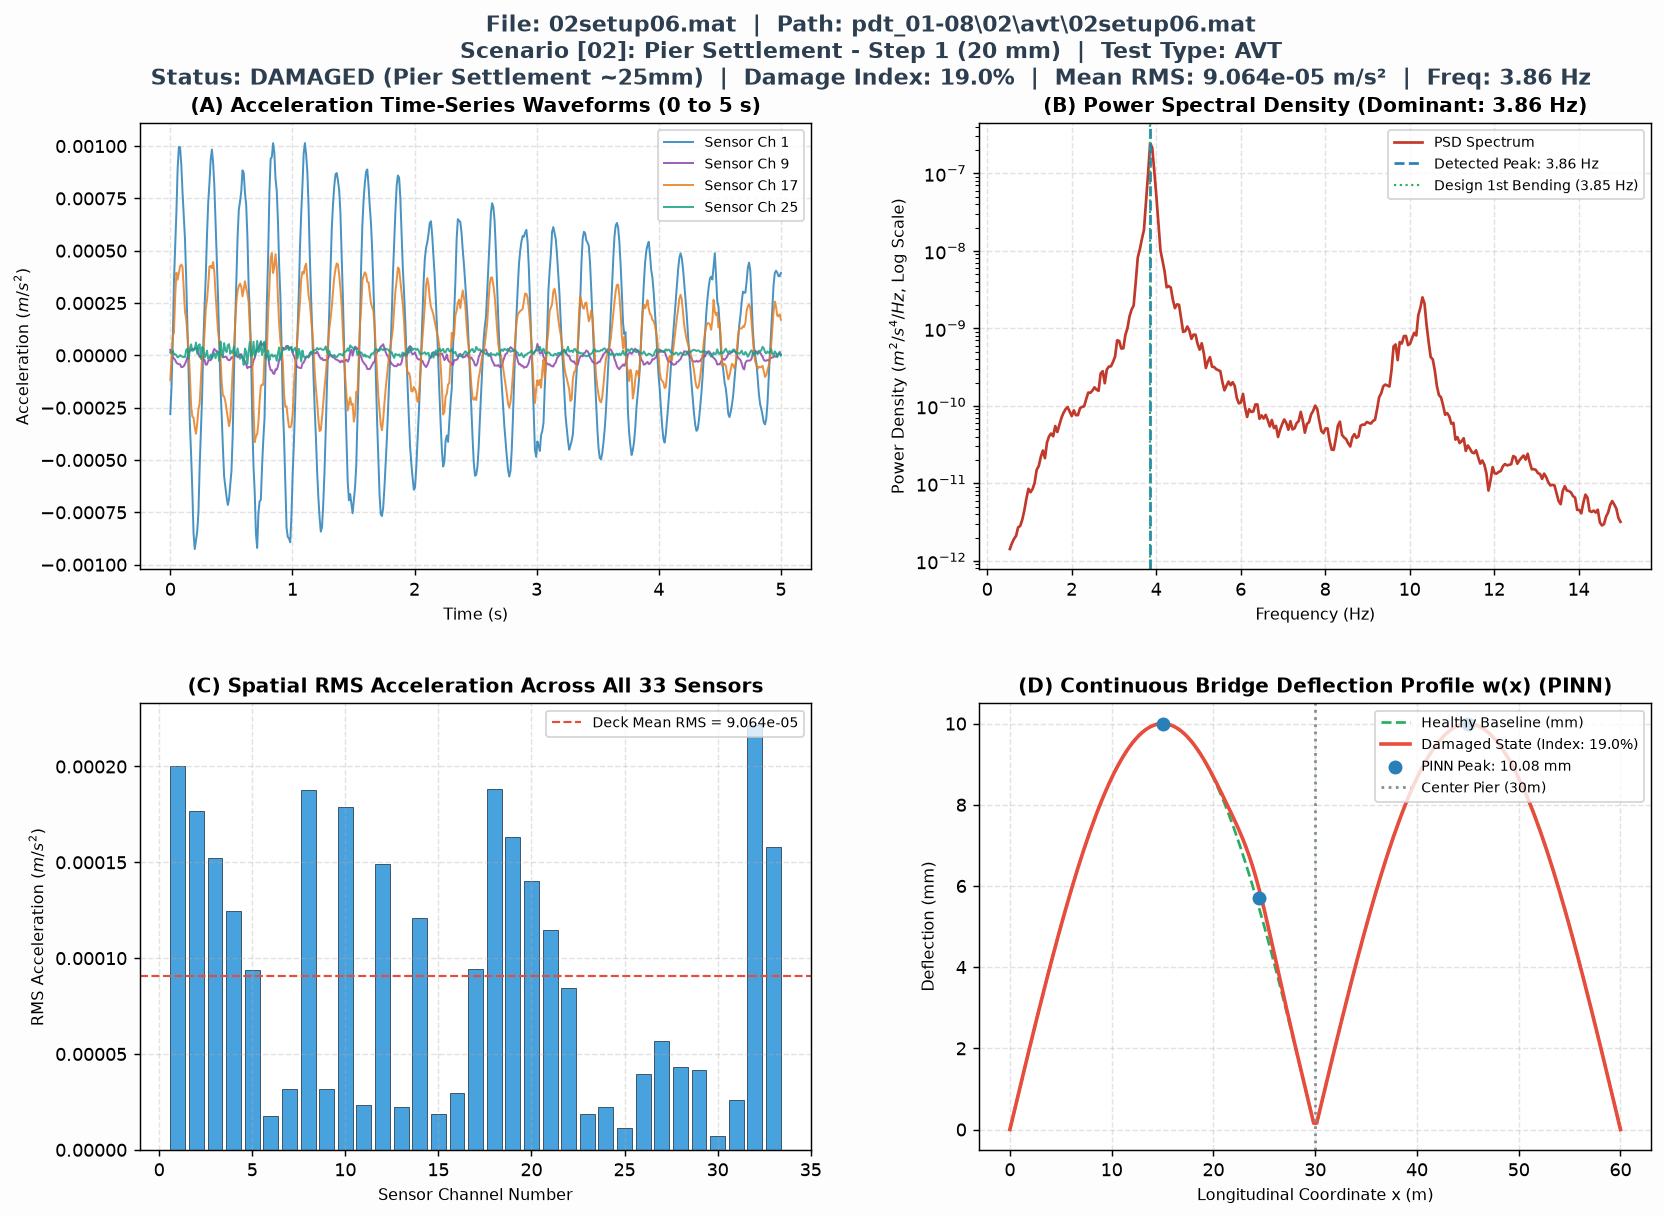 File: 02setup06.mat | Path: pdt_01-08\02\avt\02setup06.mat
Scenario [02]: Pier Settlement - Step 1 (20 mm) | Test Type: AVT
Status: DAMAGED (Pier Settlement ~25mm) | Damage Index: 19.0% | Mean RMS: 9.064e-05 m/s² | Freq: 3.86 Hz
(A) Acceleration Time-Series Waveforms (0 to 5 s)
Acceleration (m/s²)
0.00100
0.00075
0.00050
0.00025
0.00000
−0.00025
−0.00050
−0.00075
−0.00100
Sensor Ch 1
Sensor Ch 9
Sensor Ch 17
Sensor Ch 25
0 1 2 3 4 5
Time (s)
(B) Power Spectral Density (Dominant: 3.86 Hz)
Power Density (m²/s⁴/Hz, Log Scale)
10⁻⁷
10⁻⁸
10⁻⁹
10⁻¹⁰
10⁻¹¹
10⁻¹²
PSD Spectrum
Detected Peak: 3.86 Hz
Design 1st Bending (3.85 Hz)
0 2 4 6 8 10 12 14
Frequency (Hz)
(C) Spatial RMS Acceleration Across All 33 Sensors
RMS Acceleration (m/s²)
0.00020
0.00015
0.00010
0.00005
0.00000
Deck Mean RMS = 9.064e-05
0 5 10 15 20 25 30 35
Sensor Channel Number
(D) Continuous Bridge Deflection Profile w(x) (PINN)
Deflection (mm)
10
8
6
4
2
0
Healthy Baseline (mm)
Damaged State (Index: 19.0%)
PINN Peak: 10.08 mm
Center Pier (30m)
0 10 20 30 40 50 60
Longitudinal Coordinate x (m)